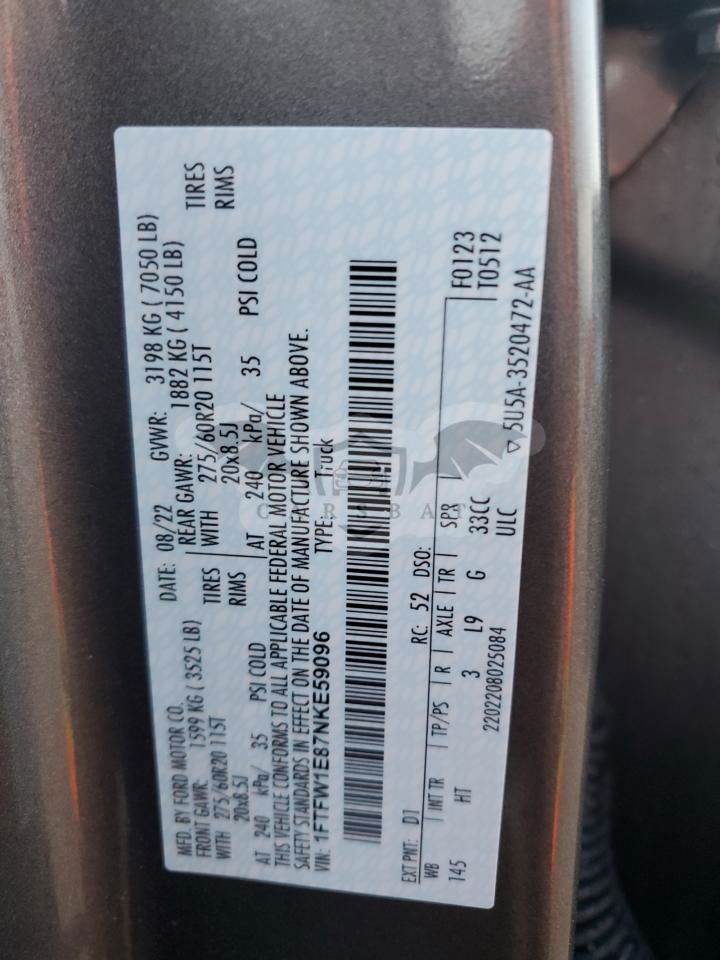 MFD. BY FORD MOTOR CO.
DATE: 08/22 GVWR: 3198 KG ( 7050 LB)
FRONT GAWR: 1599 KG ( 3525 LB)
REAR GAWR: 1882 KG ( 4150 LB)
WITH 275/60R20 115T TIRES
WITH 275/60R20 115T TIRES
20x8.5J RIMS
20x8.5J RIMS
AT 240 kPa/ 35 PSI COLD
AT 240 kPa/ 35 PSI COLD
THIS VEHICLE CONFORMS TO ALL APPLICABLE FEDERAL MOTOR VEHICLE
SAFETY STANDARDS IN EFFECT ON THE DATE OF MANUFACTURE SHOWN ABOVE.
VIN: 1FTFW1E87NKE59096 TYPE: Truck
CARSBAT
EXT PNT: D1 RC: 52 DSO: F0123
WB INT TR TP/PS R AXLE TR SPR T0512
145 HT 3 L9 G 33CC
2202208025084 ULC
▽ 5U5A-3520472-AA